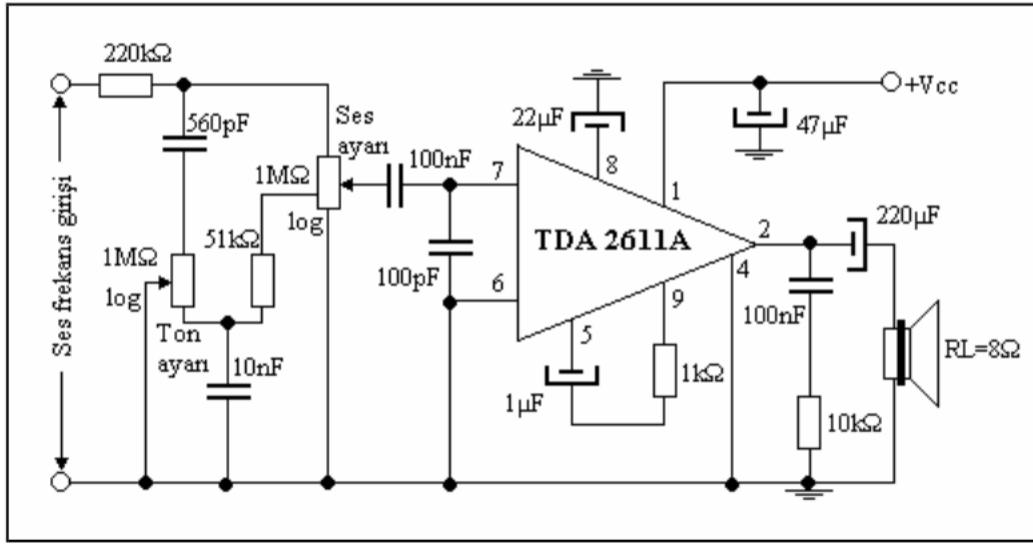 220kΩ
560pF
Ses
ayarı
100nF
22μF
8
47μF
+Vcc
7
1
1MΩ
log
51kΩ
TDA 2611A
2
220μF
Ses frekans girişi
1MΩ
log
100pF
6
4
9
100nF
Ton
ayarı
10nF
5
1μF
1kΩ
RL=8Ω
10kΩ